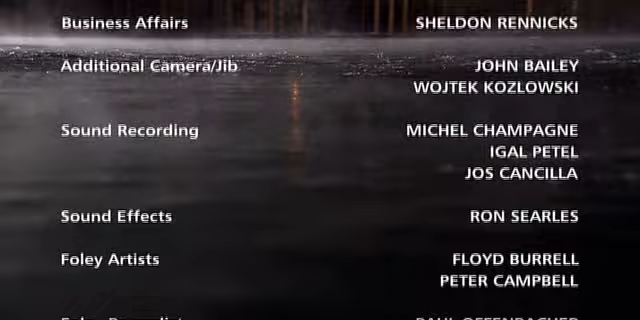 Business Affairs SHELDON RENNICKS
Additional Camera/Jib JOHN BAILEY
WOJTEK KOZLOWSKI
Sound Recording MICHEL CHAMPAGNE
IGAL PETEL
JOS CANCILLA
Sound Effects RON SEARLES
Foley Artists FLOYD BURRELL
PETER CAMPBELL